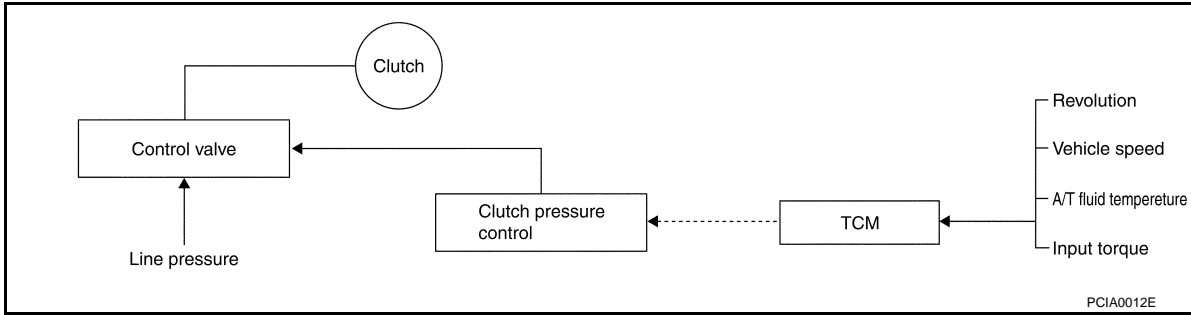 Clutch
Control valve
Line pressure
Clutch pressure
control
TCM
Revolution
Vehicle speed
A/T fluid tempereture
Input torque
PCIA0012E